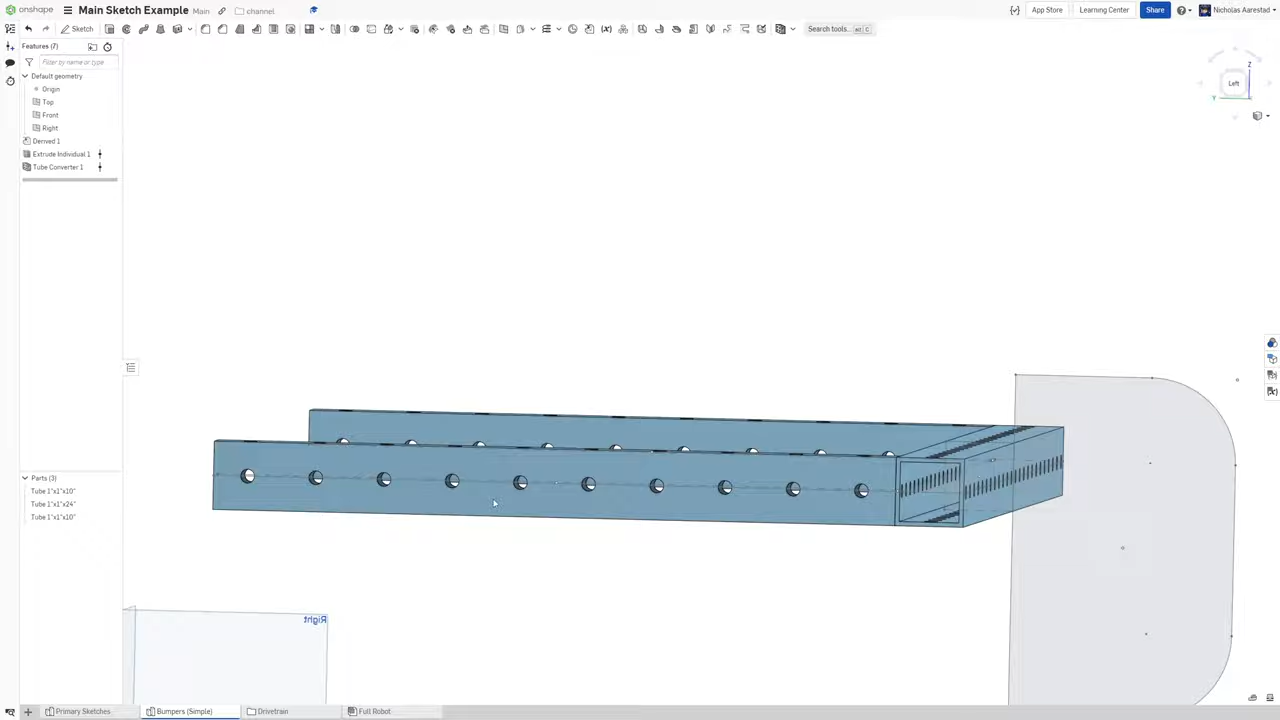 onshape
Main Sketch Example
Main
channel
App Store
Learning Center
Share
Nicholas Aarestad
Sketch
Search tools... alt C
Features (7)
Filter by name or type
Default geometry
Origin
Top
Front
Right
Derived 1
Extrude Individual 1
Tube Converter 1
Z
Left
Y
Parts (3)
Tube 1"x1"x10"
Tube 1"x1"x24"
Tube 1"x1"x10"
Right
Primary Sketches
Bumpers (Simple)
Drivetrain
Full Robot